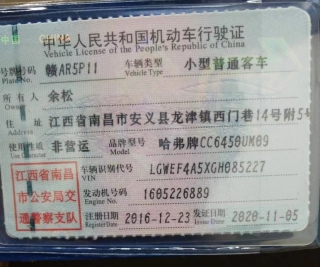 中华人民共和国机动车行驶证
Vehicle License of the People's Republic of China
号牌号码 赣AR5P11 车辆类型 小型普通客车
Plate No. Vehicle Type
所有人 余松
Owner
住址 江西省南昌市安义县龙津镇西门巷14号附5号
Address
使用性质 非营运 品牌型号 哈弗牌CC6450UM09
Use Character Model
车辆识别代号 LGWEF4A5XGH085227
VIN
江西省南昌
市公安局交
通警察支队
发动机号码 1605226889
Engine No.
注册日期 2016-12-23 发证日期 2020-11-05
Register Date Issue Date